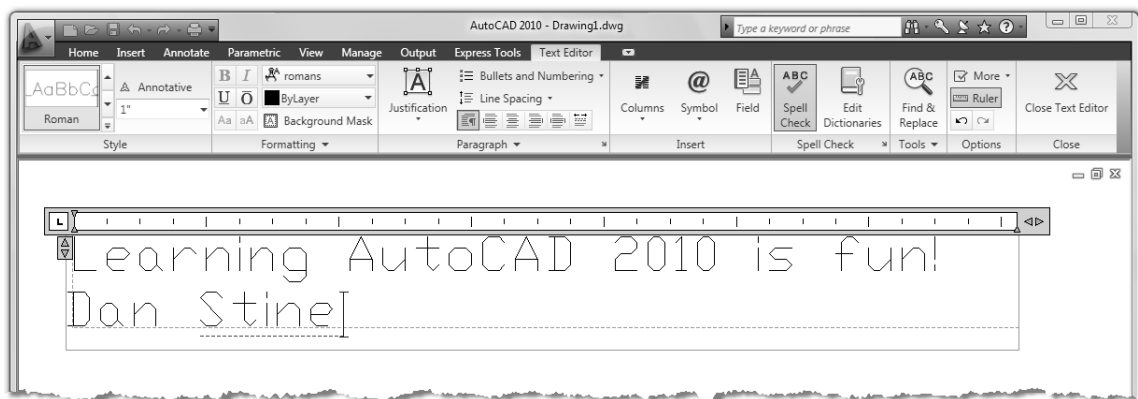 AutoCAD 2010 - Drawing1.dwg
Type a keyword or phrase
Home Insert Annotate Parametric View Manage Output Express Tools Text Editor
AaBbCc
Roman
Annotative
1"
Style
B I romans
U O ByLayer
Aa aA Background Mask
Formatting
A
Justification
Bullets and Numbering
Line Spacing
Paragraph
Columns
@
Symbol
Field
Insert
ABC
Spell
Check
Edit
Dictionaries
Spell Check
ABC
Find &
Replace
Tools
More
Ruler
Options
Close Text Editor
Close
L
Learning AutoCAD 2010 is fun!
Dan Stine